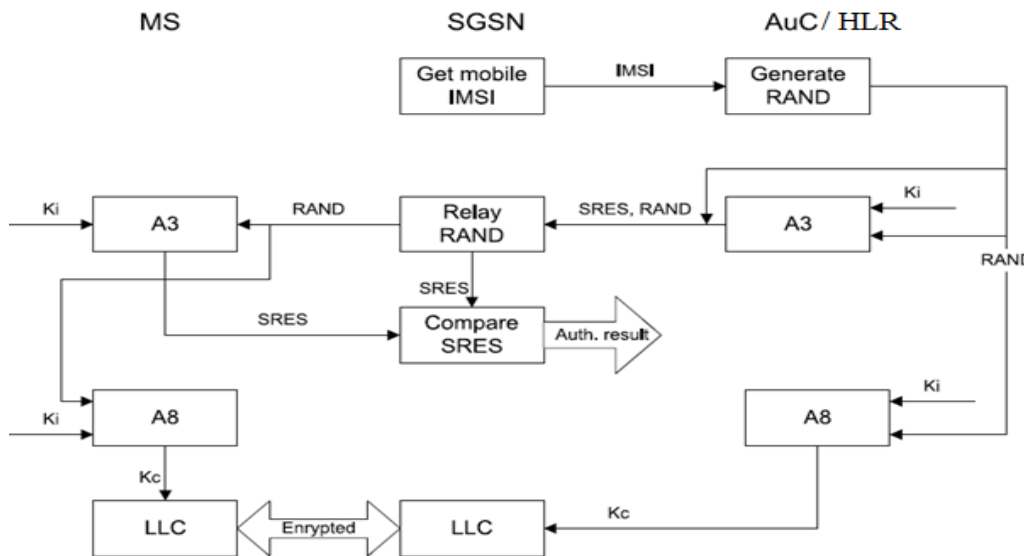 MS
SGSN
AuC/ HLR
Get mobile
IMSI
IMSI
Generate
RAND
Ki
A3
RAND
Relay
RAND
SRES, RAND
A3
Ki
RAND
SRES
SRES
Compare
SRES
Auth. result
Ki
A8
A8
Ki
Kc
LLC
Enrypted
LLC
Kc